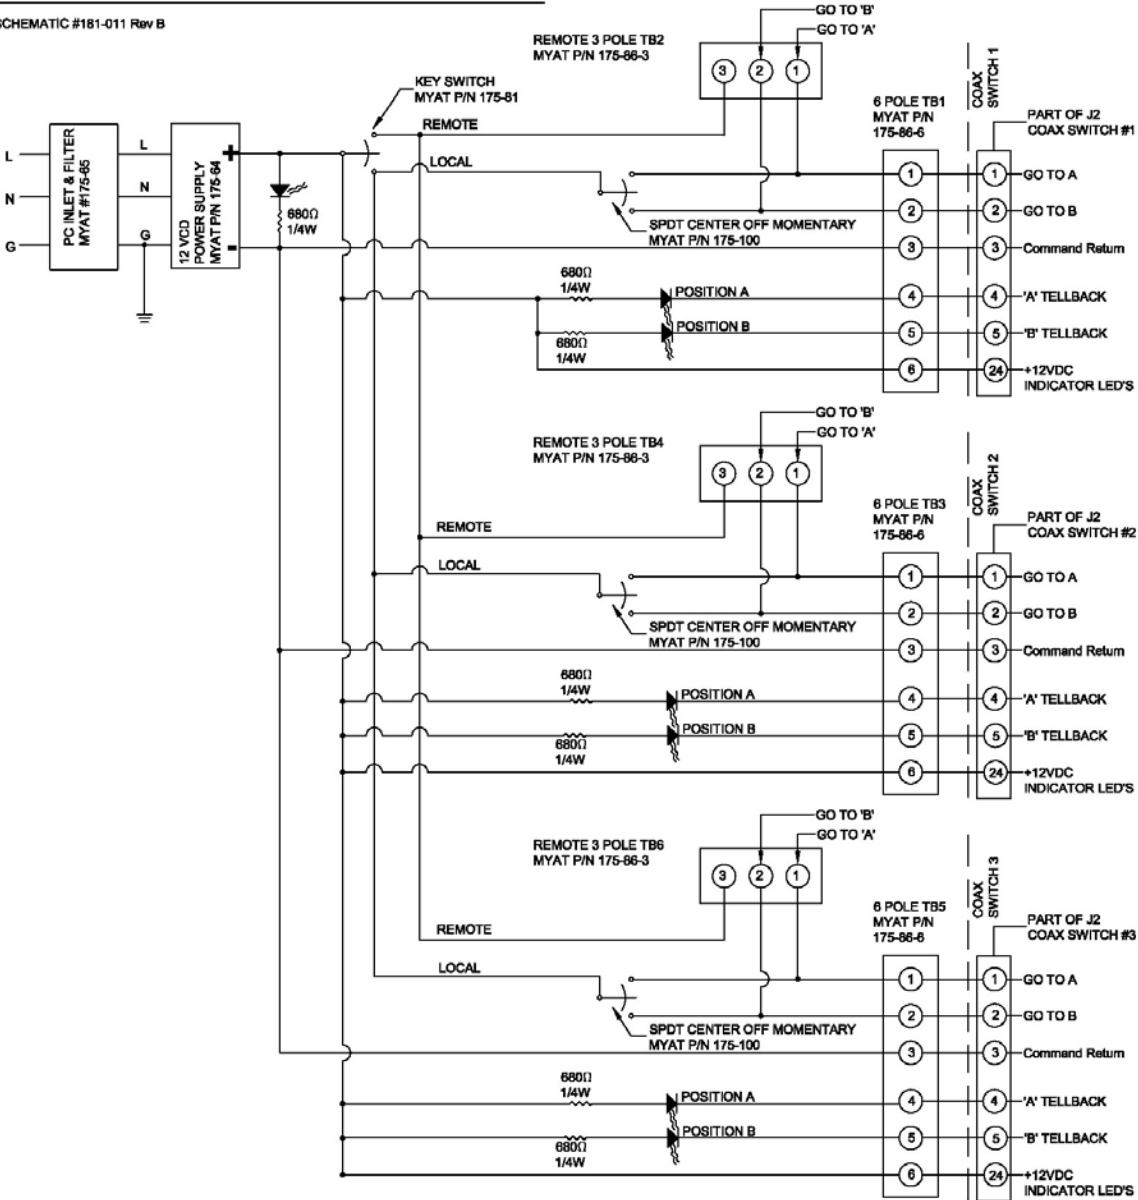 SCHEMATIC #181-011 Rev B
GO TO 'B'
GO TO 'A'
REMOTE 3 POLE TB2
MYAT P/N 175-86-3
3 2 1
KEY SWITCH
MYAT P/N 175-81
6 POLE TB1
MYAT P/N
175-86-6
COAX
SWITCH 1
PART OF J2
COAX SWITCH #1
REMOTE
LOCAL
L
N
G
PC INLET & FILTER
MYAT #175-65
L
N
G
12 VCD
POWER SUPPLY
MYAT P/N 175-64
+
-
680Ω
1/4W
SPDT CENTER OFF MOMENTARY
MYAT P/N 175-100
1 1 GO TO A
2 2 GO TO B
3 3 Command Return
680Ω
1/4W
POSITION A
4 4 'A' TELLBACK
POSITION B
680Ω
1/4W
5 5 'B' TELLBACK
6 24 +12VDC
INDICATOR LED'S
GO TO 'B'
GO TO 'A'
REMOTE 3 POLE TB4
MYAT P/N 175-86-3
3 2 1
6 POLE TB3
MYAT P/N
175-86-6
COAX
SWITCH 2
PART OF J2
COAX SWITCH #2
REMOTE
LOCAL
SPDT CENTER OFF MOMENTARY
MYAT P/N 175-100
1 1 GO TO A
2 2 GO TO B
3 3 Command Return
680Ω
1/4W
POSITION A
4 4 'A' TELLBACK
POSITION B
680Ω
1/4W
5 5 'B' TELLBACK
6 24 +12VDC
INDICATOR LED'S
GO TO 'B'
GO TO 'A'
REMOTE 3 POLE TB6
MYAT P/N 175-86-3
3 2 1
6 POLE TB5
MYAT P/N
175-86-6
COAX
SWITCH 3
PART OF J2
COAX SWITCH #3
REMOTE
LOCAL
SPDT CENTER OFF MOMENTARY
MYAT P/N 175-100
1 1 GO TO A
2 2 GO TO B
3 3 Command Return
680Ω
1/4W
POSITION A
4 4 'A' TELLBACK
POSITION B
680Ω
1/4W
5 5 'B' TELLBACK
6 24 +12VDC
INDICATOR LED'S